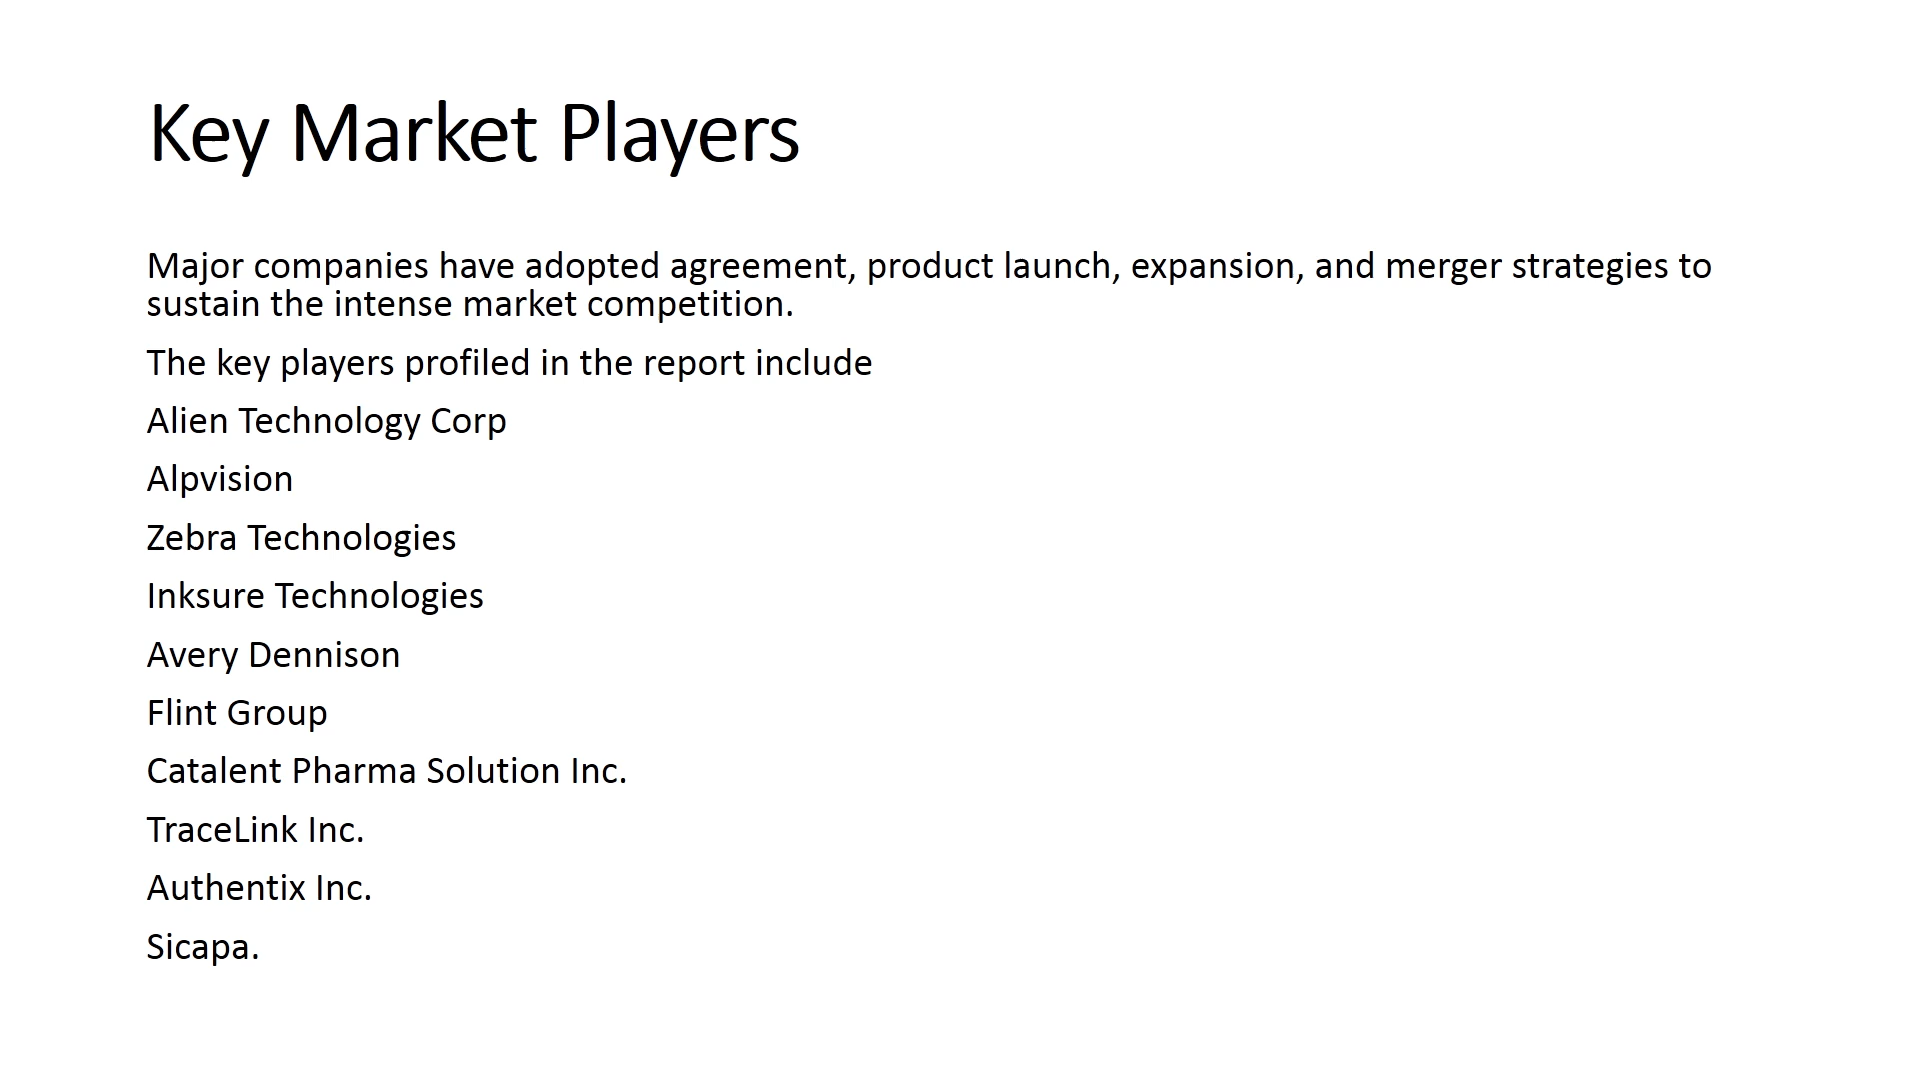 Key Market Players
Major companies have adopted agreement, product launch, expansion, and merger strategies to
sustain the intense market competition.
The key players profiled in the report include
Alien Technology Corp
Alpvision
Zebra Technologies
Inksure Technologies
Avery Dennison
Flint Group
Catalent Pharma Solution Inc.
TraceLink Inc.
Authentix Inc.
Sicapa.